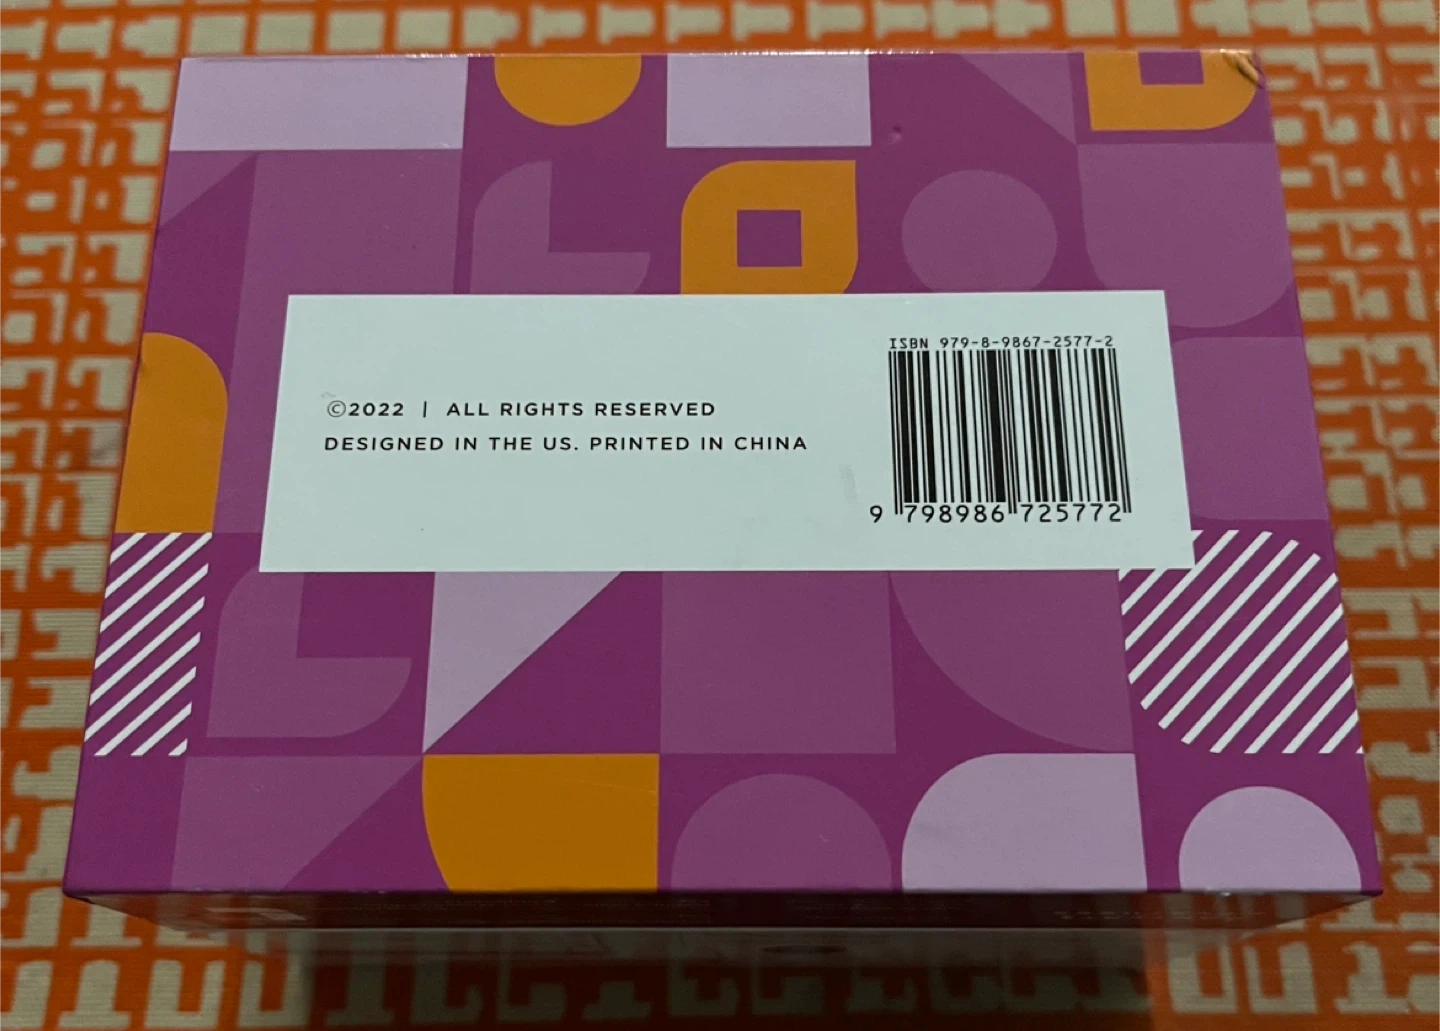 ©2022 | ALL RIGHTS RESERVED
DESIGNED IN THE US. PRINTED IN CHINA
ISBN 979-8-9867-2577-2
9 798986 725772